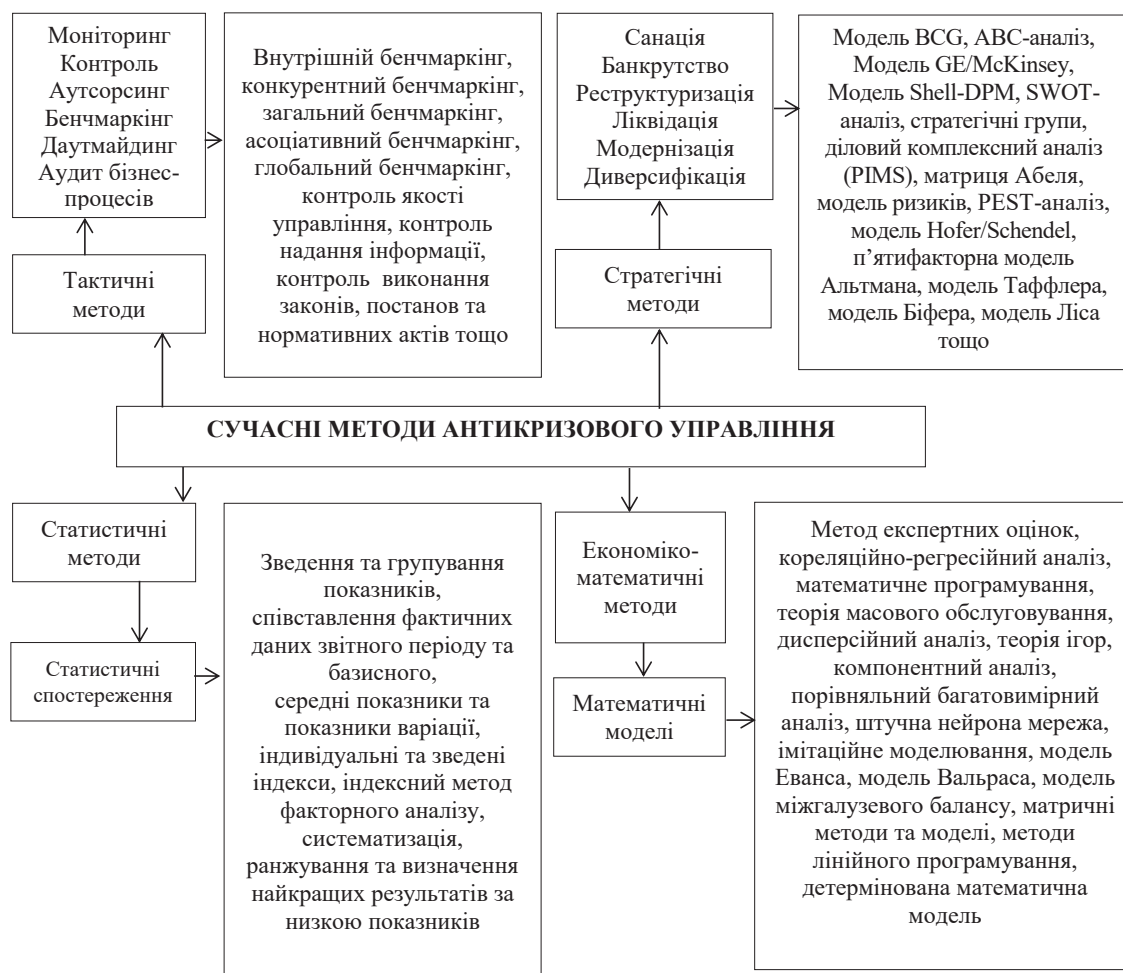 Моніторинг
Контроль
Аутсорсинг
Бенчмаркінг
Даутмайдинг
Аудит бізнес-
процесів
Тактичні
методи
Внутрішній бенчмаркінг,
конкурентний бенчмаркінг,
загальний бенчмаркінг,
асоціативний бенчмаркінг,
глобальний бенчмаркінг,
контроль якості
управління, контроль
надання інформації,
контроль виконання
законів, постанов та
нормативних актів тощо
Санація
Банкрутство
Реструктуризація
Ліквідація
Модернізація
Диверсифікація
Стратегічні
методи
Модель BCG, ABC-аналіз,
Модель GE/McKinsey,
Модель Shell-DPM, SWOT-
аналіз, стратегічні групи,
діловий комплексний аналіз
(PIMS), матриця Абеля,
модель ризиків, PEST-аналіз,
модель Hofer/Schendel,
п’ятифакторна модель
Альтмана, модель Таффлера,
модель Біфера, модель Ліса
тощо
СУЧАСНІ МЕТОДИ АНТИКРИЗОВОГО УПРАВЛІННЯ
Статистичні
методи
Статистичні
спостереження
Зведення та групування
показників,
співставлення фактичних
даних звітного періоду та
базисного,
середні показники та
показники варіації,
індивідуальні та зведені
індекси, індексний метод
факторного аналізу,
систематизація,
ранжування та визначення
найкращих результатів за
низкою показників
Економіко-
математичні
методи
Математичні
моделі
Метод експертних оцінок,
кореляційно-регресійний аналіз,
математичне програмування,
теорія масового обслуговування,
дисперсійний аналіз, теорія ігор,
компонентний аналіз,
порівняльний багатовимірний
аналіз, штучна нейрона мережа,
імітаційне моделювання, модель
Еванса, модель Вальраса, модель
міжгалузевого балансу, матричні
методи та моделі, методи
лінійного програмування,
детермінована математична
модель